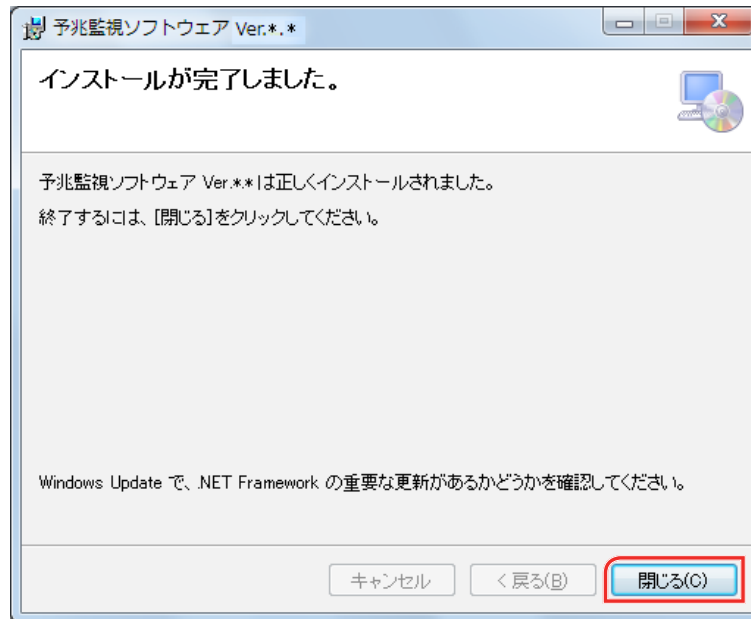 予兆監視ソフトウェア Ver.*.*
インストールが完了しました。
予兆監視ソフトウェア Ver.*.*は正しくインストールされました。
終了するには、[閉じる]をクリックしてください。
Windows Update で、.NET Framework の重要な更新があるかどうかを確認してください。
キャンセル
< 戻る(B)
閉じる(C)